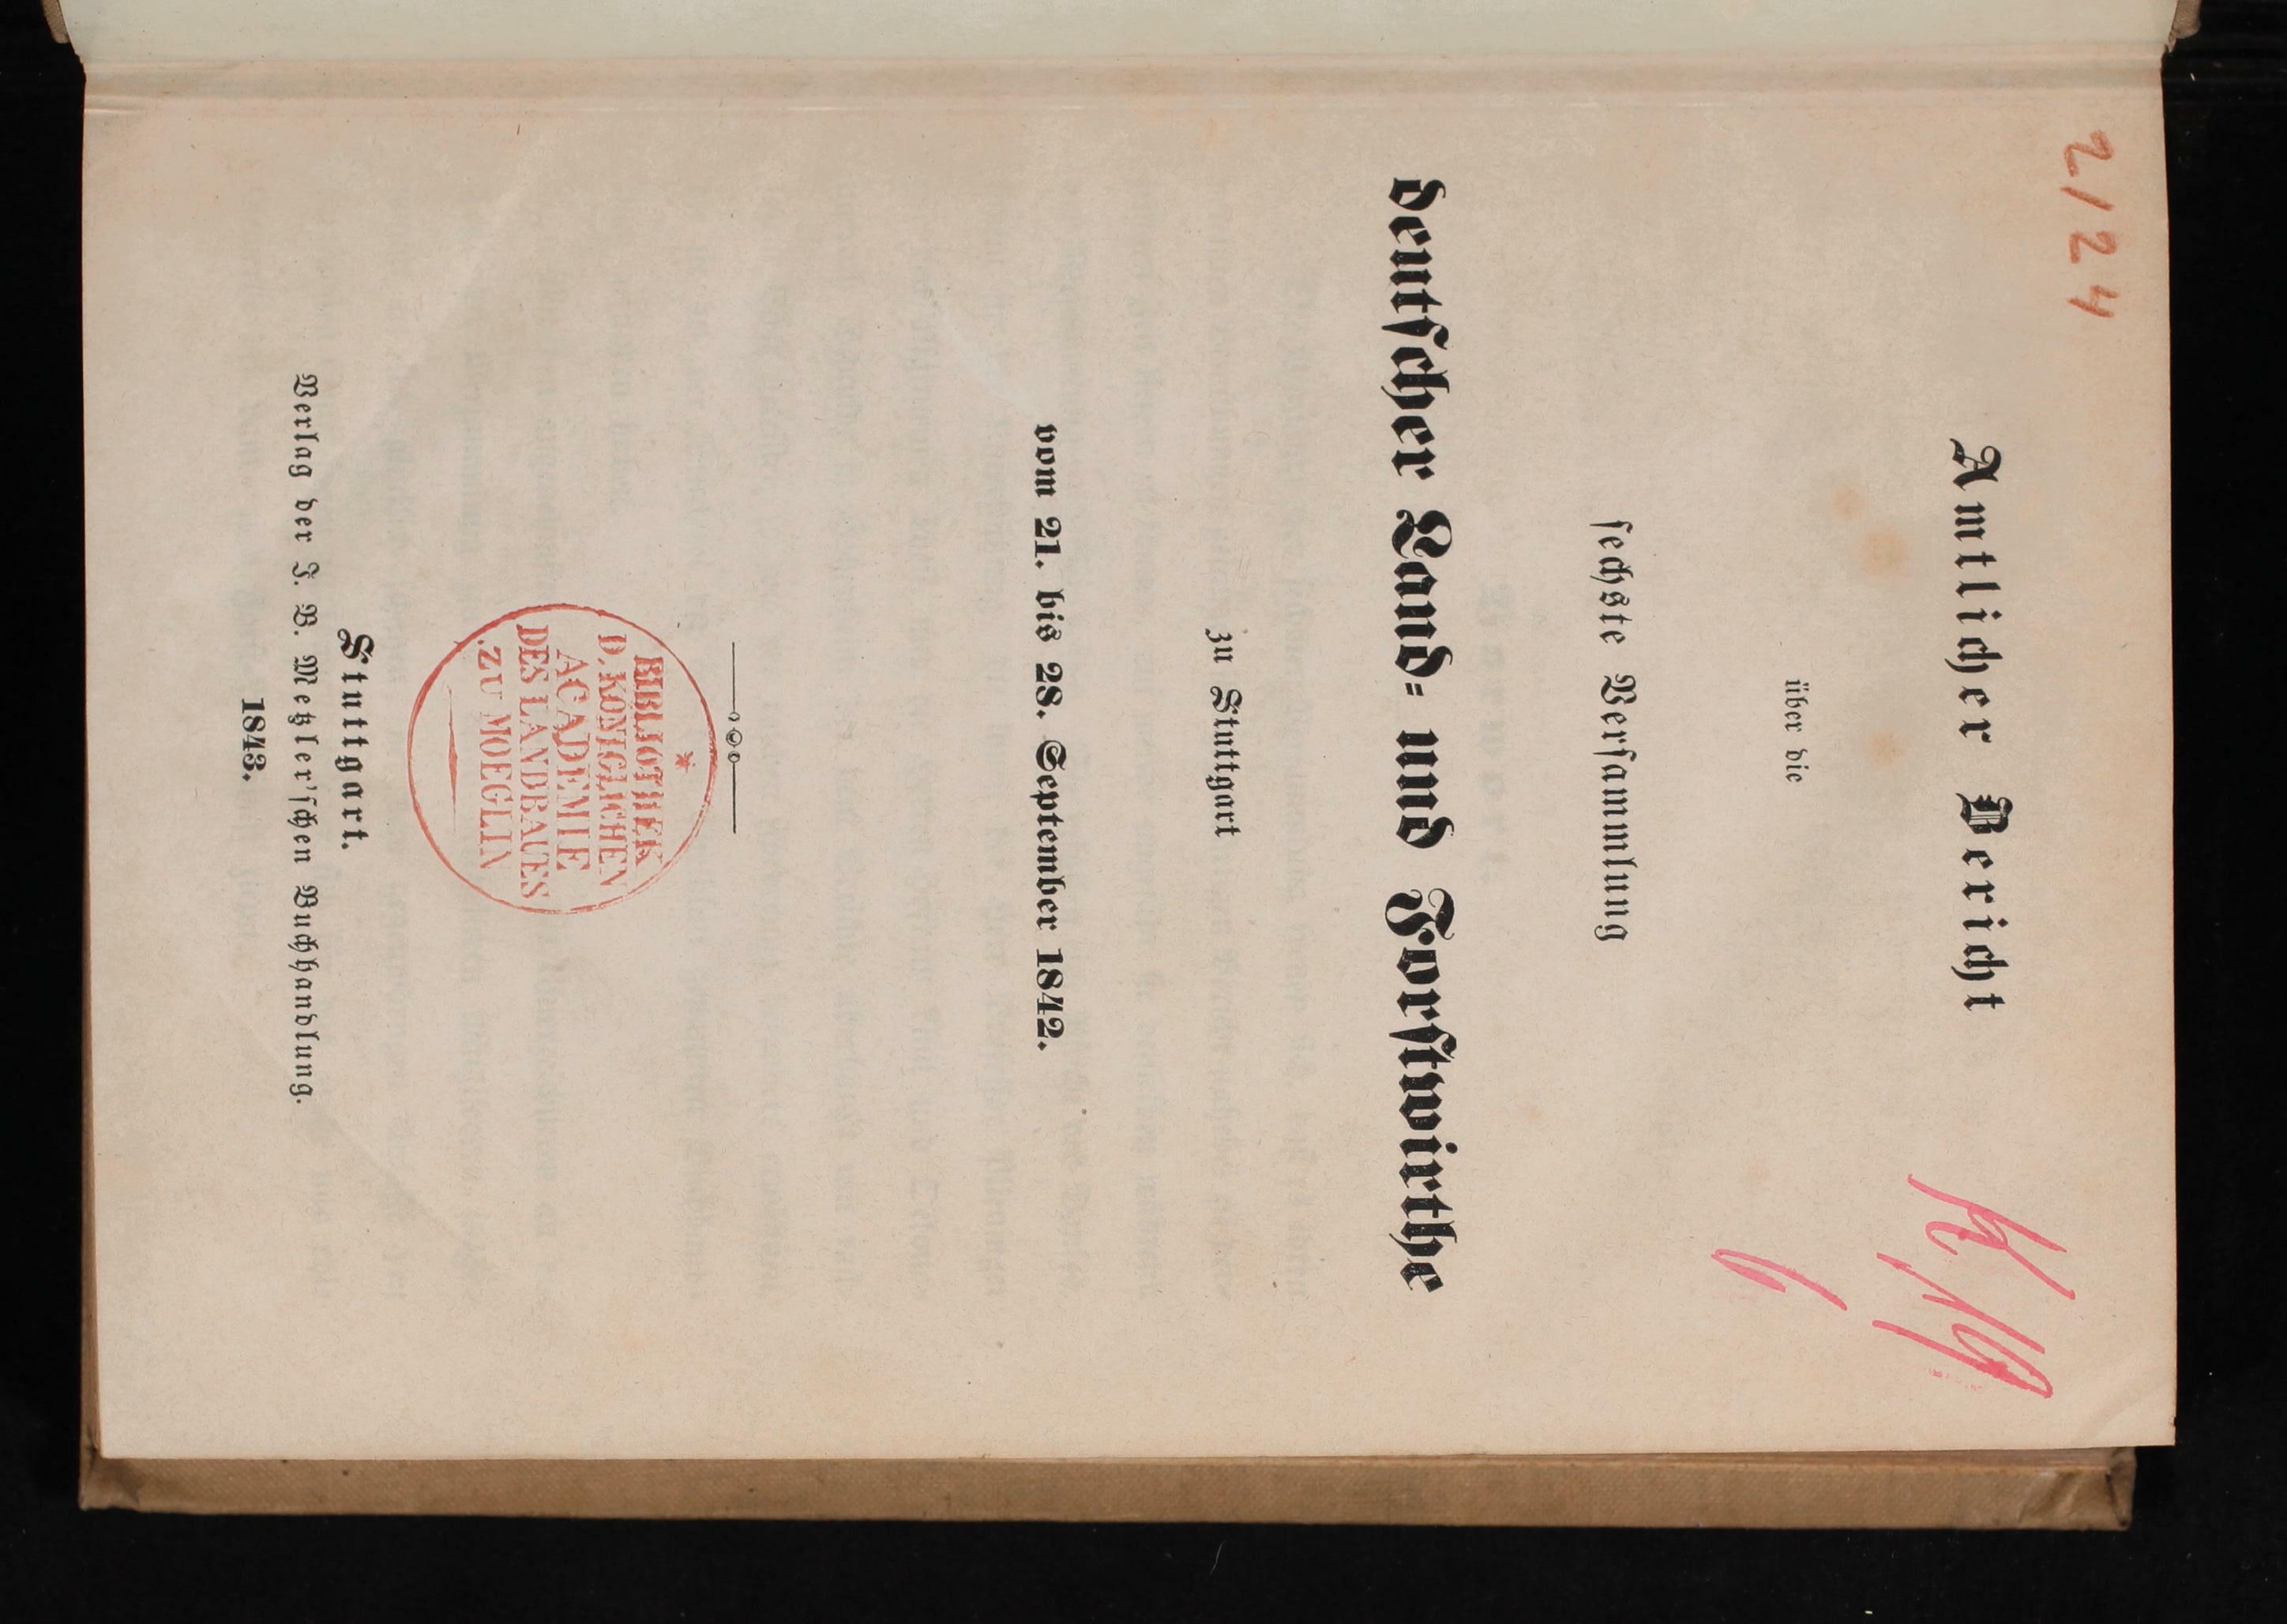 2/24
Amtlicher Bericht
über die
sechste Versammlung
deutscher Land- und Forstwirthe
zu Stuttgart
vom 21. bis 28. September 1842.
BIBLIOTHEK
D. KÖNIGLICHEN
ACADEMIE
DES LANDBAUES
ZU MOEGLIN
Stuttgart.
Verlag der J. B. Metzler'schen Buchhandlung.
1843.